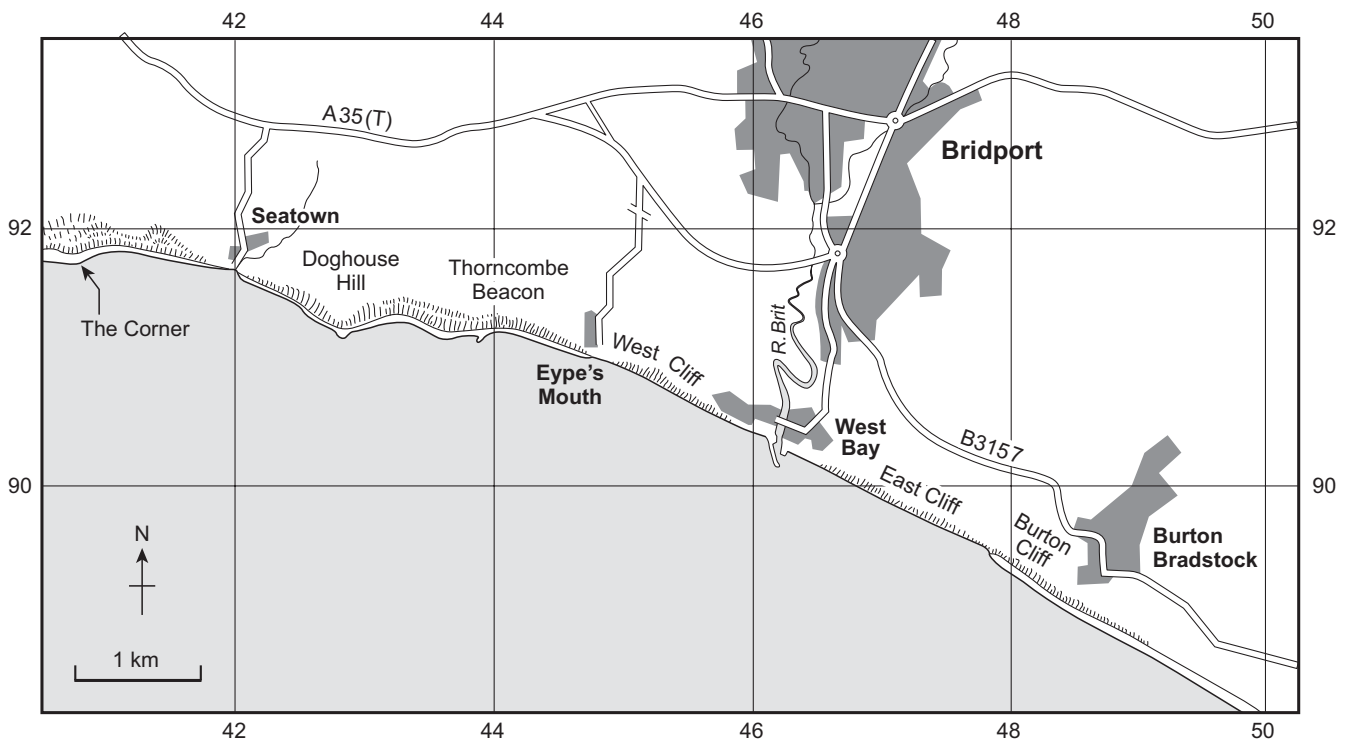 42 44 46 48 50
A35(T)
Bridport
92 92
Seatown
Doghouse
Hill
Thorncombe
Beacon
The Corner
R.Brit
West Cliff
Eype's
Mouth
West
Bay
B3157
90 90
East Cliff
Burton
Cliff
Burton
Bradstock
N
1 km
42 44 46 48 50